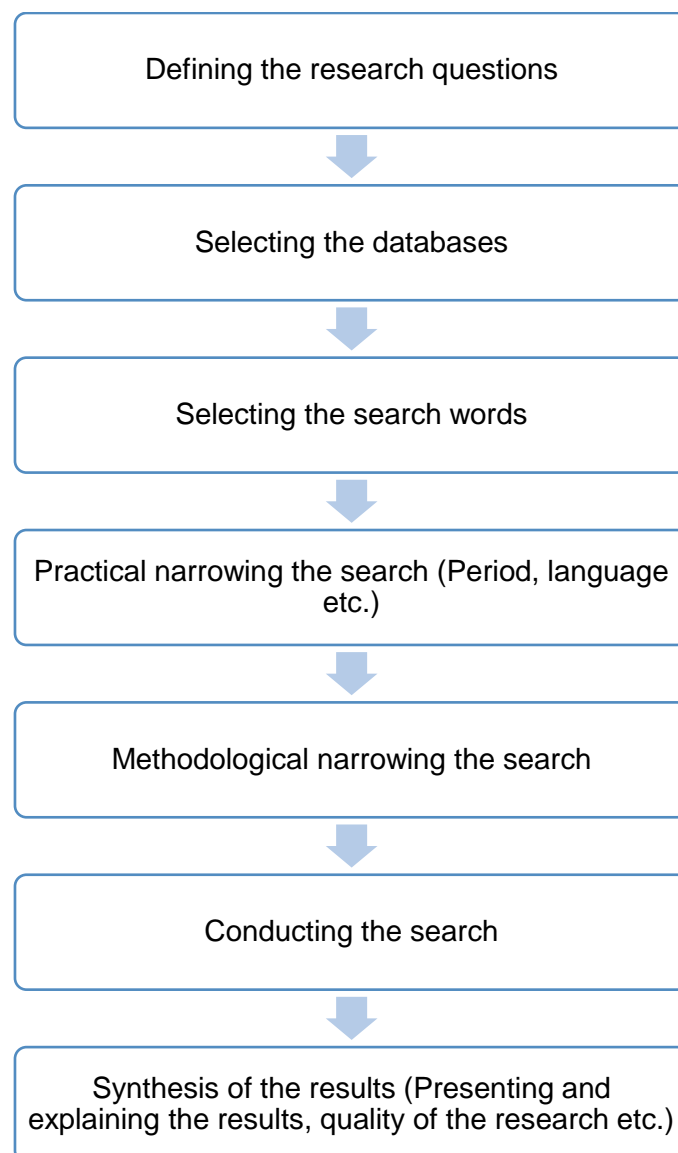 Defining the research questions
Selecting the databases
Selecting the search words
Practical narrowing the search (Period, language
etc.)
Methodological narrowing the search
Conducting the search
Synthesis of the results (Presenting and
explaining the results, quality of the research etc.)